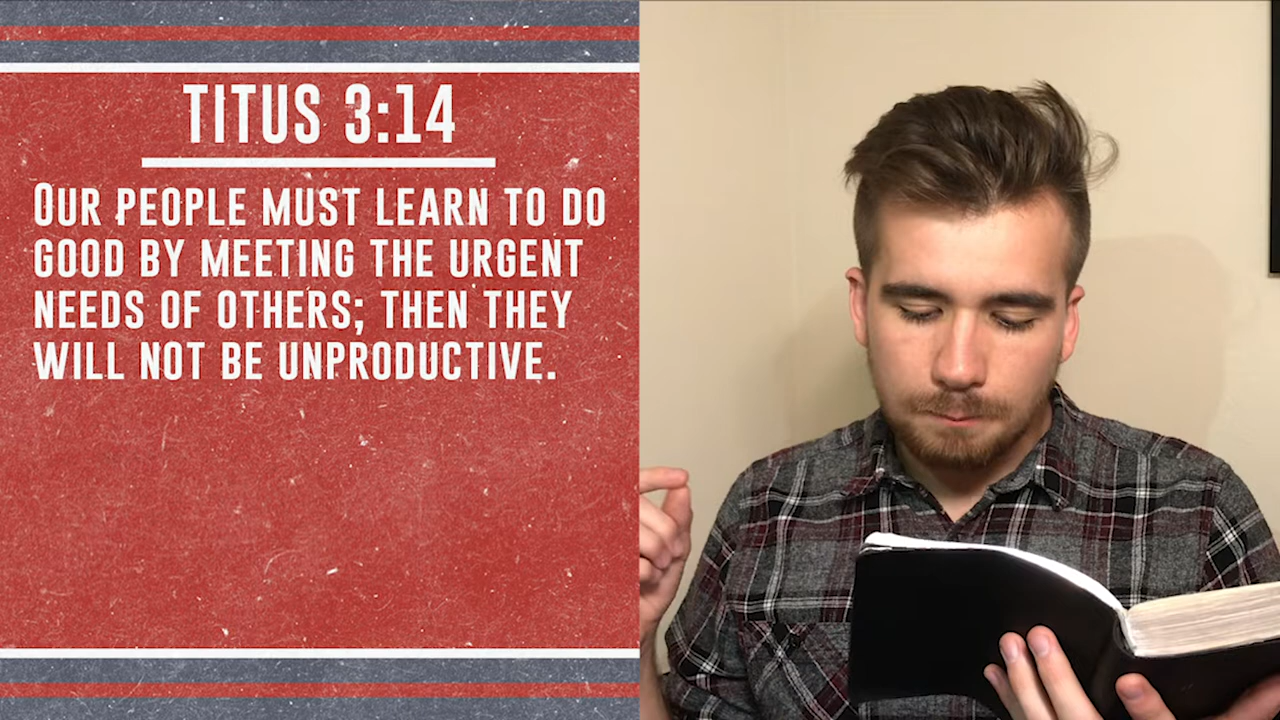 TITUS 3:14
OUR PEOPLE MUST LEARN TO DO
GOOD BY MEETING THE URGENT
NEEDS OF OTHERS; THEN THEY
WILL NOT BE UNPRODUCTIVE.